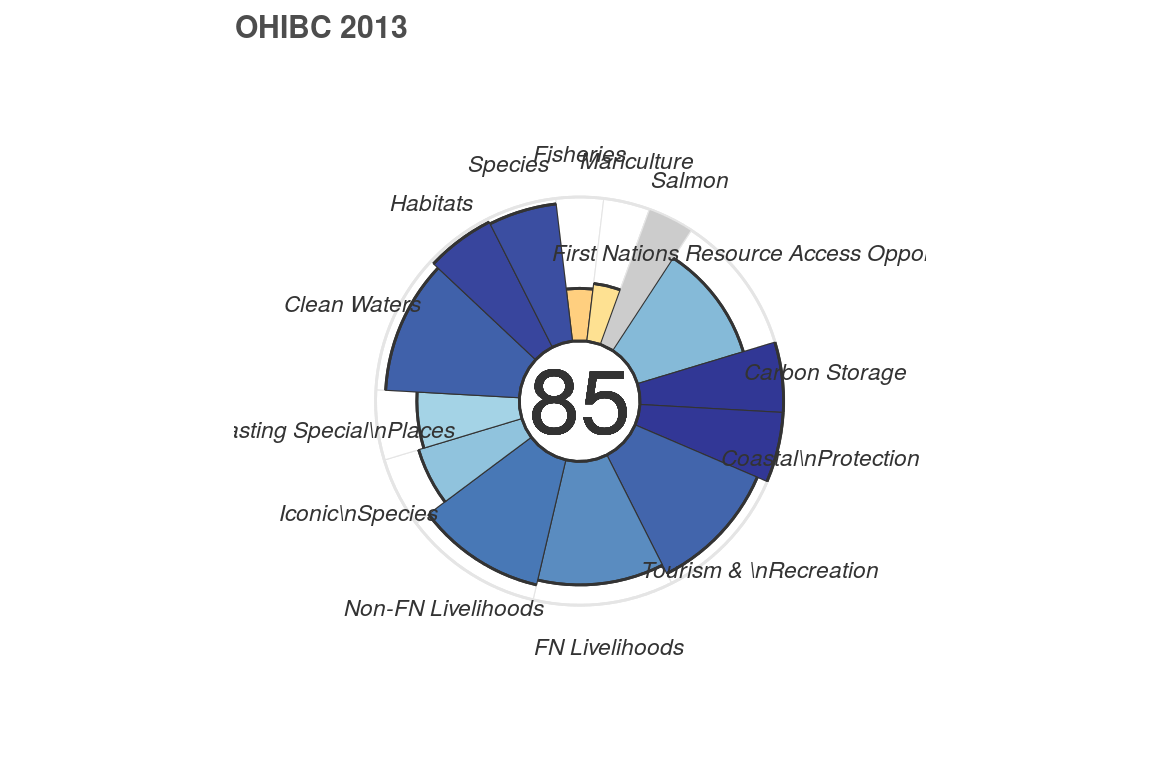 OHIBC 2013
Fisheries
Mariculture
Species
Salmon
Habitats
First Nations Resource Access Oppo
Clean Waters
Carbon Storage
asting Special\nPlaces
Coastal\nProtection
85
Iconic\nSpecies
Tourism & \nRecreation
Non-FN Livelihoods
FN Livelihoods